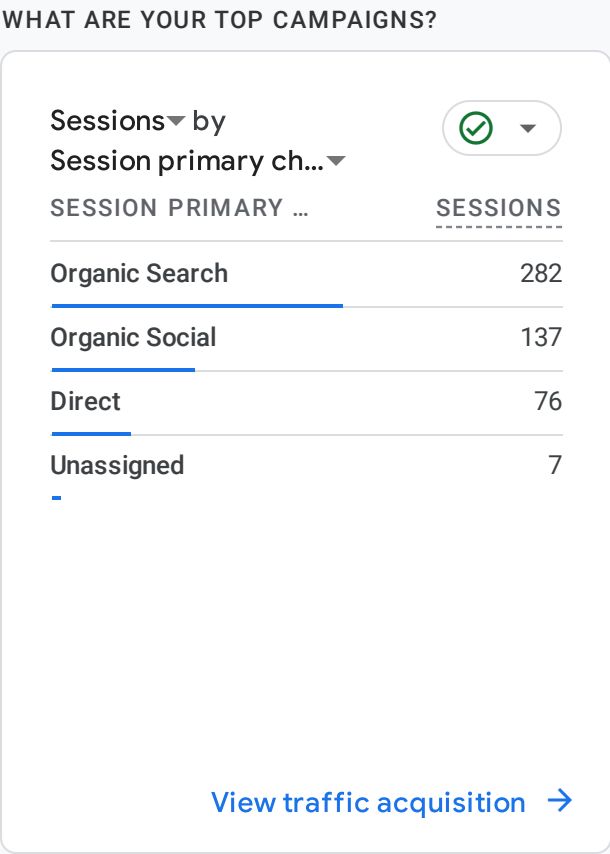 WHAT ARE YOUR TOP CAMPAIGNS?
Sessions by
Session primary ch...
SESSION PRIMARY ... SESSIONS
Organic Search 282
Organic Social 137
Direct 76
Unassigned 7
View traffic acquisition